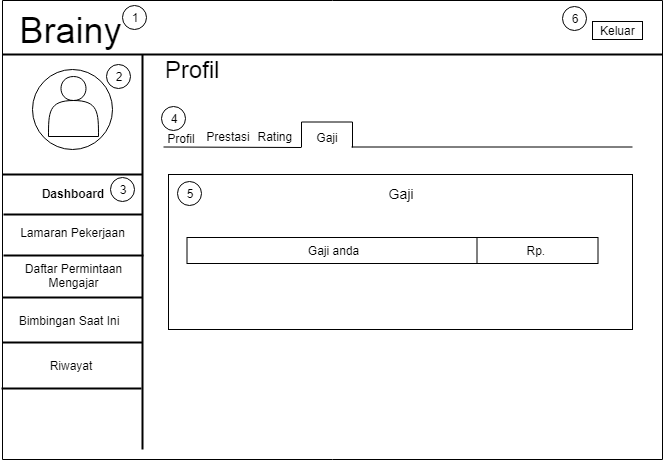 Brainy 1
6
Keluar
2
Profil
4
Profil Prestasi Rating Gaji
Dashboard 3
5
Gaji
Lamaran Pekerjaan
Gaji anda Rp.
Daftar Permintaan
Mengajar
Bimbingan Saat Ini
Riwayat